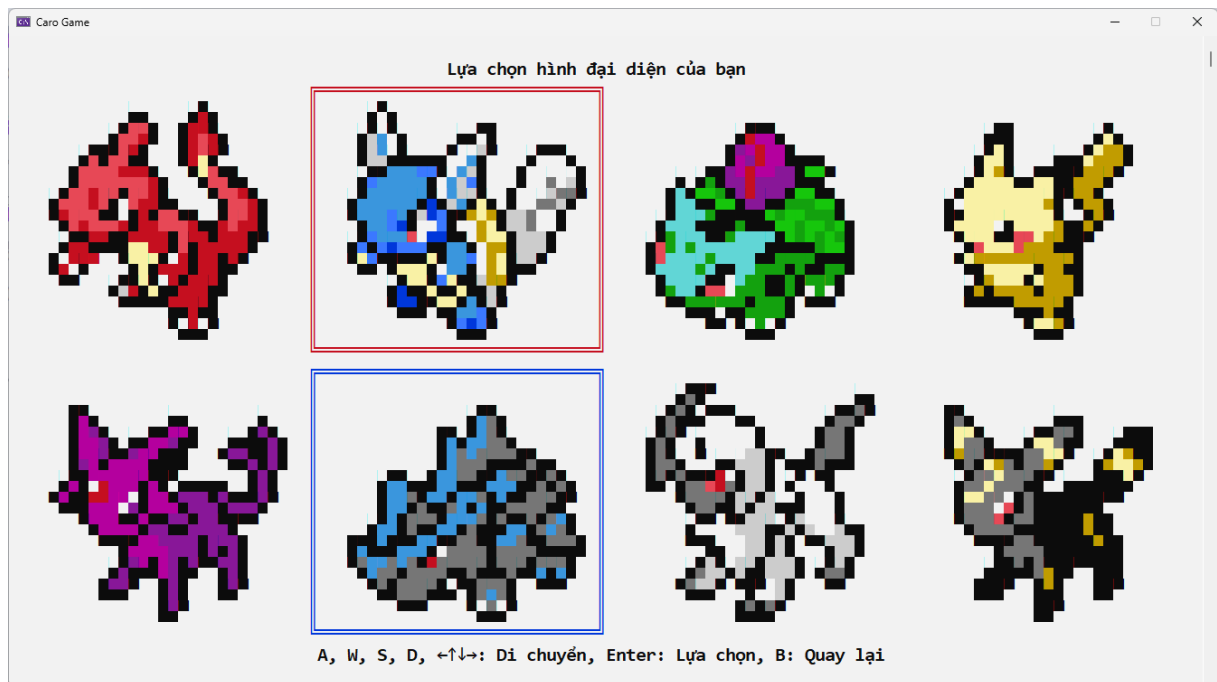 Caro Game
Lựa chọn hình đại diện của bạn
A, W, S, D, ←↑↓→: Di chuyển, Enter: Lựa chọn, B: Quay lại